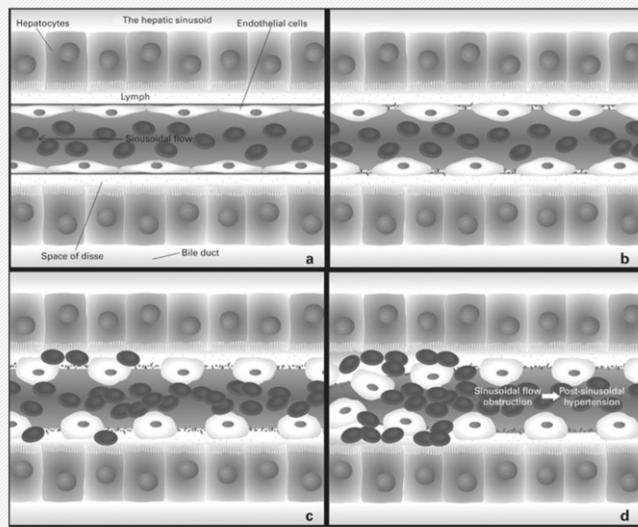 Hepatocytes
The hepatic sinusoid
Endothelial cells
Lymph
Sinusoidal flow
Space of disse
Bile duct
a
b
c
Sinusoidal flow
obstruction
Post-sinusoidal
hypertension
d